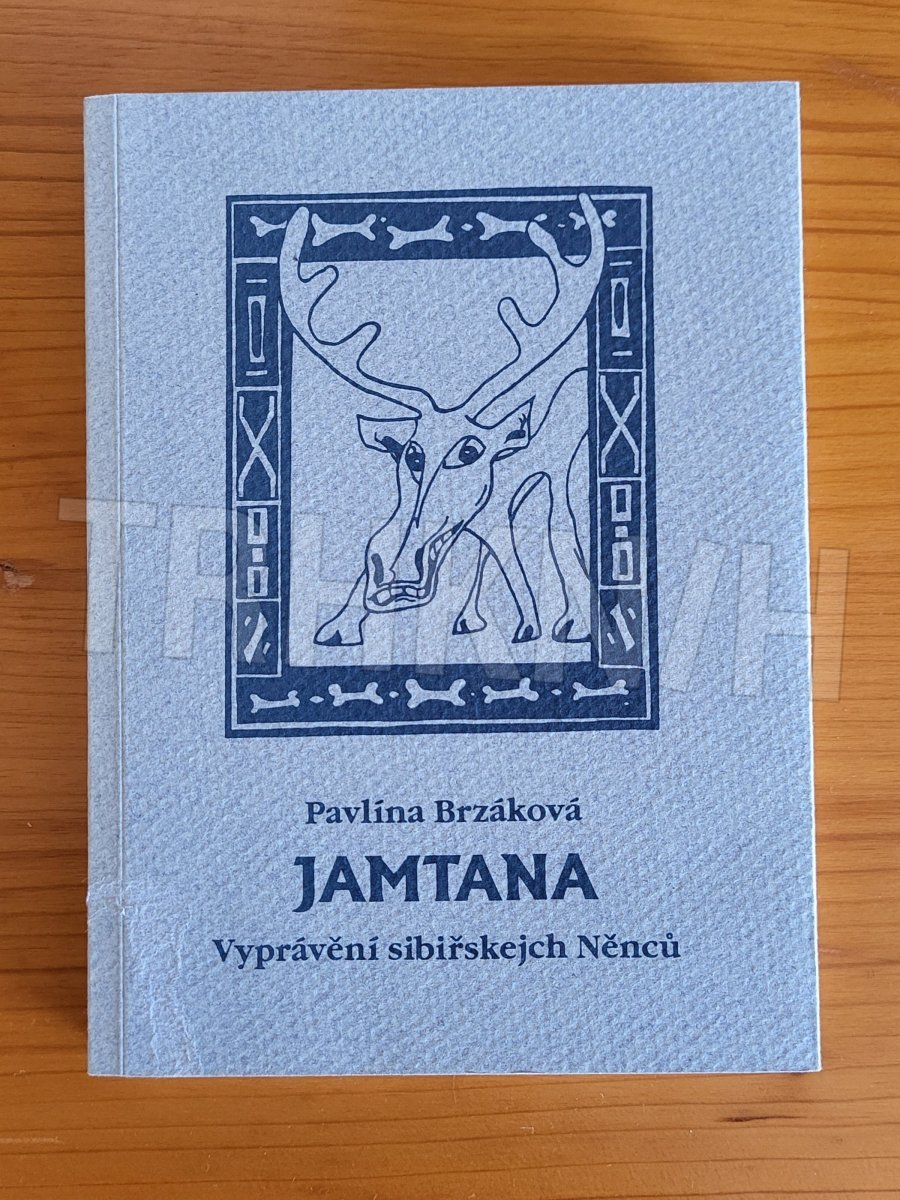 Pavlína Brzáková
JAMTANA
Vyprávění sibiřskejch Něnců